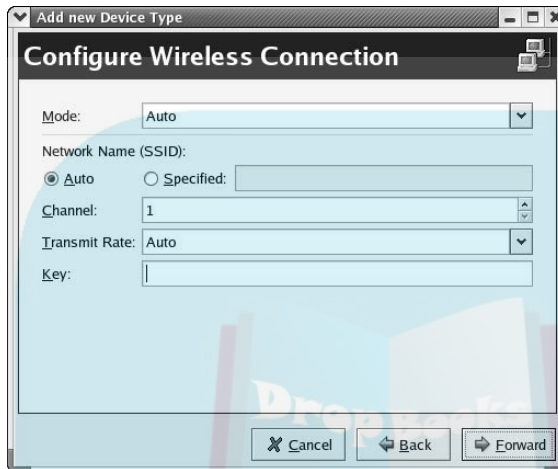 Add new Device Type
Configure Wireless Connection
Mode: Auto
Network Name (SSID):
Auto Specified:
Channel: 1
Transmit Rate: Auto
Key:
DropBooks
Cancel Back Forward